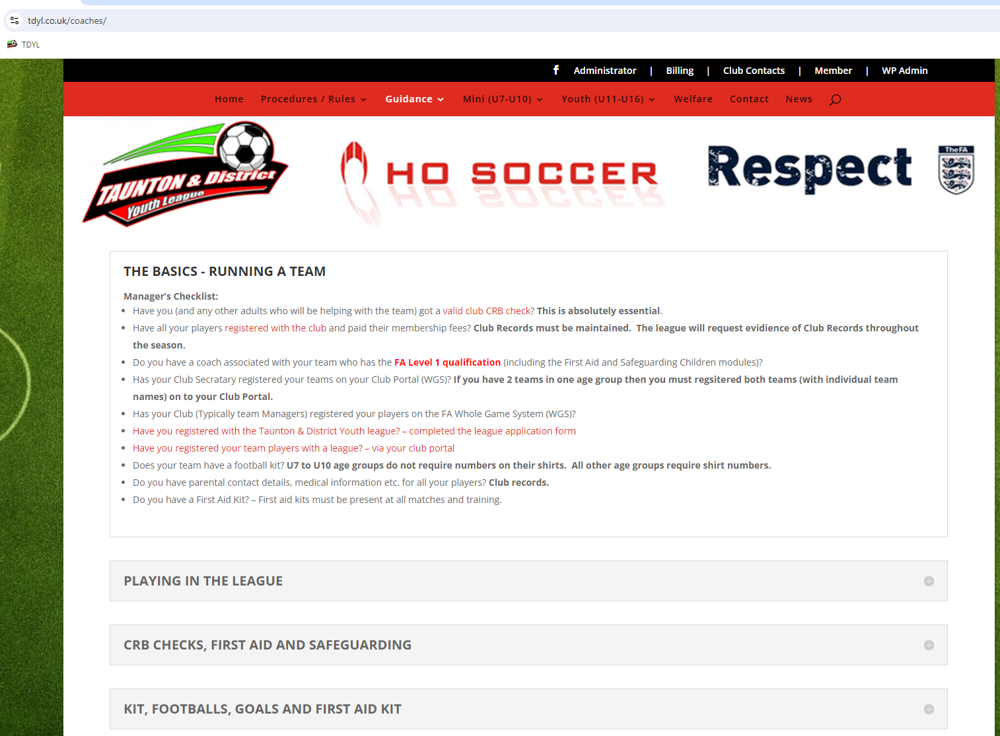 tdyl.co.uk/coaches/
TDYL
Administrator | Billing | Club Contacts | Member | WP Admin
Home Procedures / Rules Guidance Mini (U7-U10) Youth (U11-U16) Welfare Contact News
TAUNTON & District
Youth League
HO SOCCER
Respect
The FA
THE BASICS - RUNNING A TEAM
Manager’s Checklist:
• Have you (and any other adults who will be helping with the team) got a valid club CRB check? This is absolutely essential.
• Have all your players registered with the club and paid their membership fees? Club Records must be maintained.  The league will request evidience of Club Records throughout
the season.
• Do you have a coach associated with your team who has the FA Level 1 qualification (including the First Aid and Safeguarding Children modules)?
• Has your Club Secratary registered your teams on your Club Portal (WGS)? If you have 2 teams in one age group then you must regsitered both teams (with individual team
names) on to your Club Portal.
• Has your Club (Typically team Managers) registered your players on the FA Whole Game System (WGS)?
• Have you registered with the Taunton & District Youth league? – completed the league application form
• Have you registered your team players with a league? – via your club portal
• Does your team have a football kit? U7 to U10 age groups do not require numbers on their shirts.  All other age groups require shirt numbers.
• Do you have parental contact details, medical information etc. for all your players? Club records.
• Do you have a First Aid Kit? – First aid kits must be present at all matches and training.
PLAYING IN THE LEAGUE
CRB CHECKS, FIRST AID AND SAFEGUARDING
KIT, FOOTBALLS, GOALS AND FIRST AID KIT